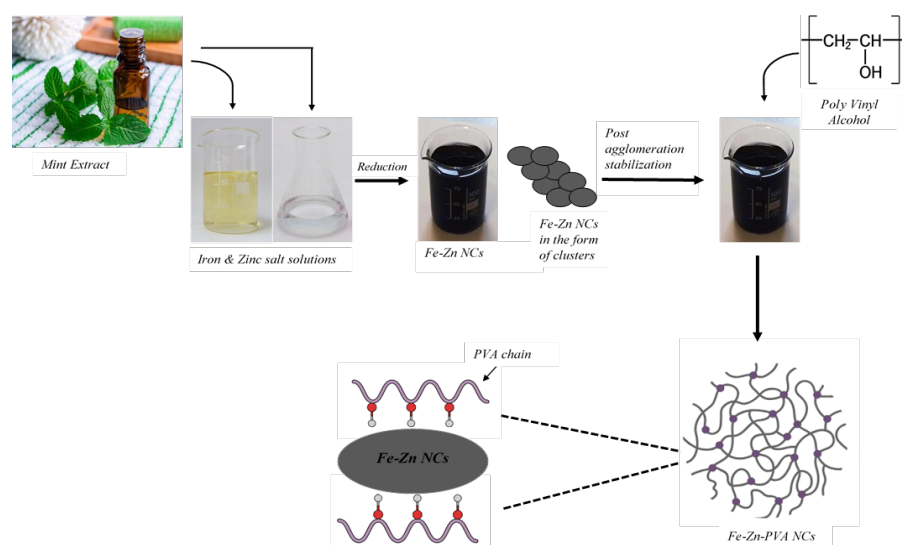 CH₂
CH
OH
Poly Vinyl
Alcohol
Mint Extract
Reduction
Post
agglomeration
stabilization
Iron & Zinc salt solutions
Fe-Zn NCs
Fe-Zn NCs
in the form
of clusters
PVA chain
Fe-Zn NCs
Fe-Zn-PVA NCs